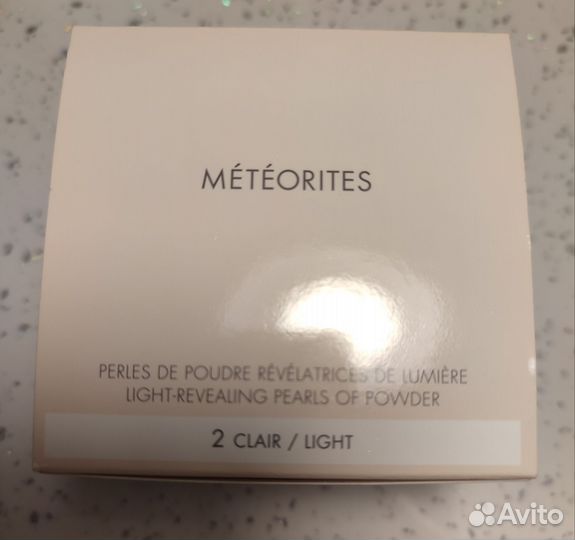 MÉTÉORITES
PERLES DE POUDRE RÉVÉLATRICES DE LUMIÈRE
LIGHT-REVEALING PEARLS OF POWDER
2 CLAIR / LIGHT
Avito